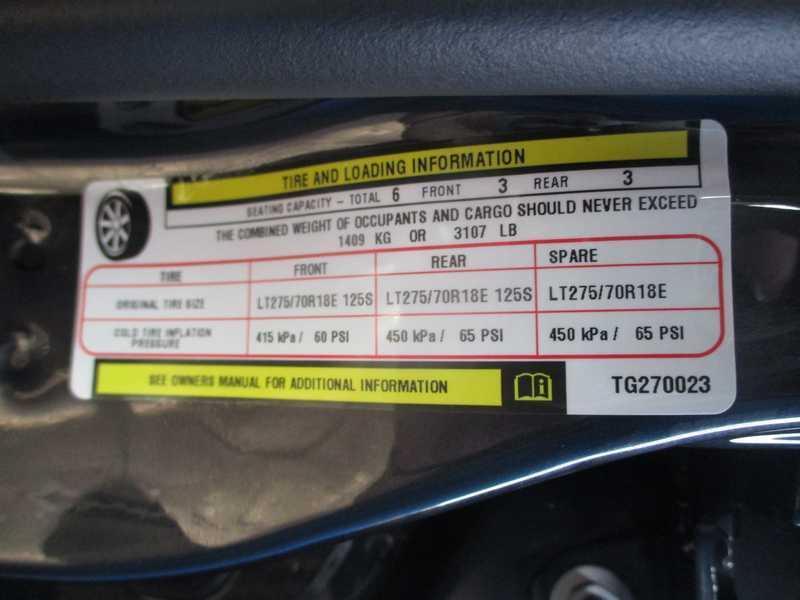 TIRE AND LOADING INFORMATION
SEATING CAPACITY – TOTAL 6 FRONT 3 REAR 3
THE COMBINED WEIGHT OF OCCUPANTS AND CARGO SHOULD NEVER EXCEED
1409 KG OR 3107 LB
TIRE FRONT REAR SPARE
ORIGINAL TIRE SIZE LT275/70R18E 125S LT275/70R18E 125S LT275/70R18E
COLD TIRE INFLATION PRESSURE 415 kPa / 60 PSI 450 kPa / 65 PSI 450 kPa / 65 PSI
SEE OWNERS MANUAL FOR ADDITIONAL INFORMATION TG270023